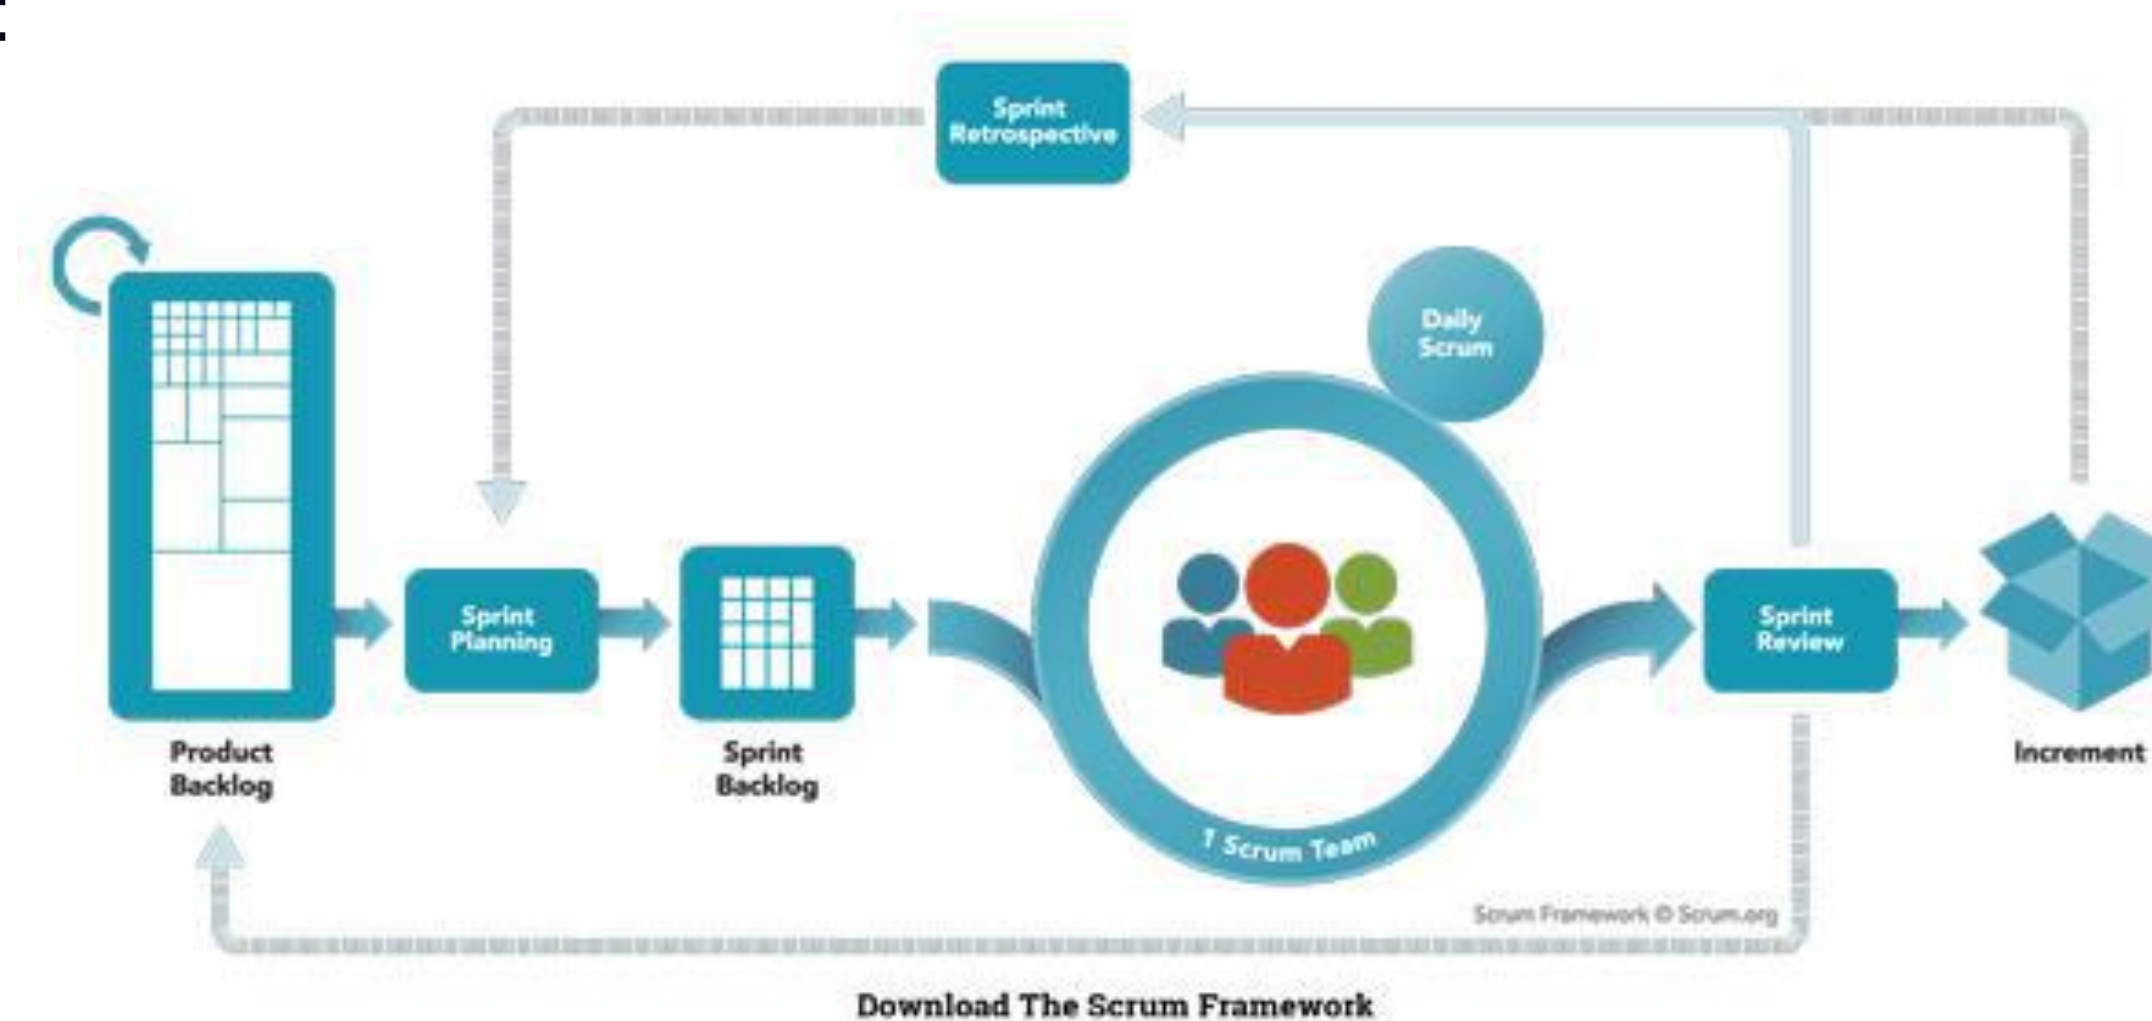 Sprint
Retrospective
Daily
Scrum
Sprint
Planning
Sprint
Review
Product
Backlog
Sprint
Backlog
Increment
1 Scrum Team
Scrum Framework © Scrum.org
Download The Scrum Framework